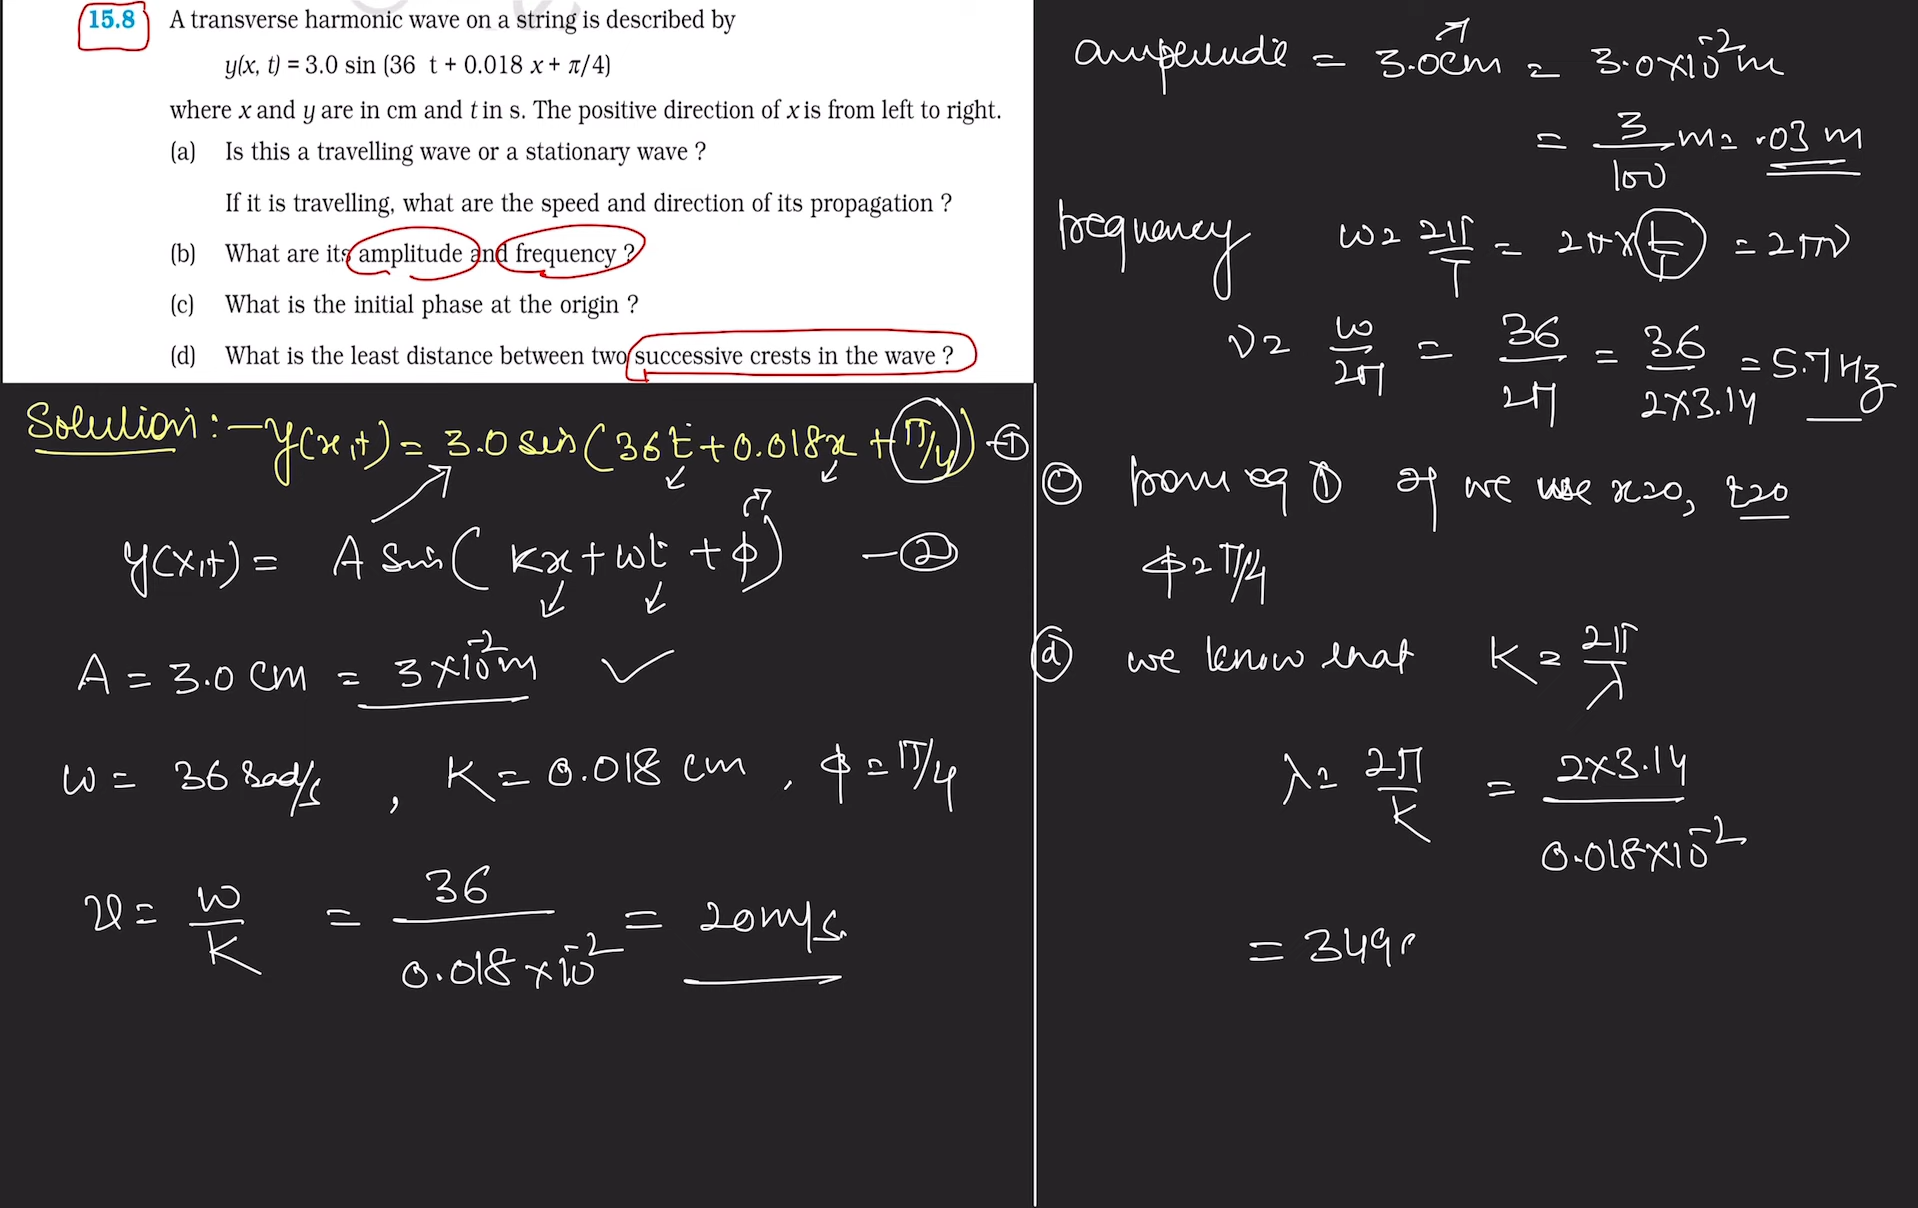 15.8 A transverse harmonic wave on a string is described by
y(x, t) = 3.0 sin (36 t + 0.018 x + π/4)
where x and y are in cm and t in s. The positive direction of x is from left to right.
(a) Is this a travelling wave or a stationary wave ?
If it is travelling, what are the speed and direction of its propagation ?
(b) What are its amplitude and frequency ?
(c) What is the initial phase at the origin ?
(d) What is the least distance between two successive crests in the wave ?
Solution :- y(x,t) = 3.0 sin(36t + 0.018x + π/4) -①
y(x,t) = A sin( kx + ωt + ϕ) -②
A = 3.0 cm = 3 × 10⁻² m ✓
ω = 36 rad/s , K = 0.018 cm , ϕ = π/4
v = ω/K = 36/0.018 × 10⁻² = 20 m/s
amplitude = 3.0cm = 3.0×10⁻² m
= 3/100 m = .03 m
frequency ω = 2π/T = 2π × (1/T) = 2πν
ν = ω/2π = 36/2π = 36/2×3.14 = 5.7 Hz
from eq ① if we use x=0, t=0
ϕ = π/4
ⓓ we know that K = 2π/λ
λ = 2π/K = 2×3.14/0.018×10⁻²
= 349